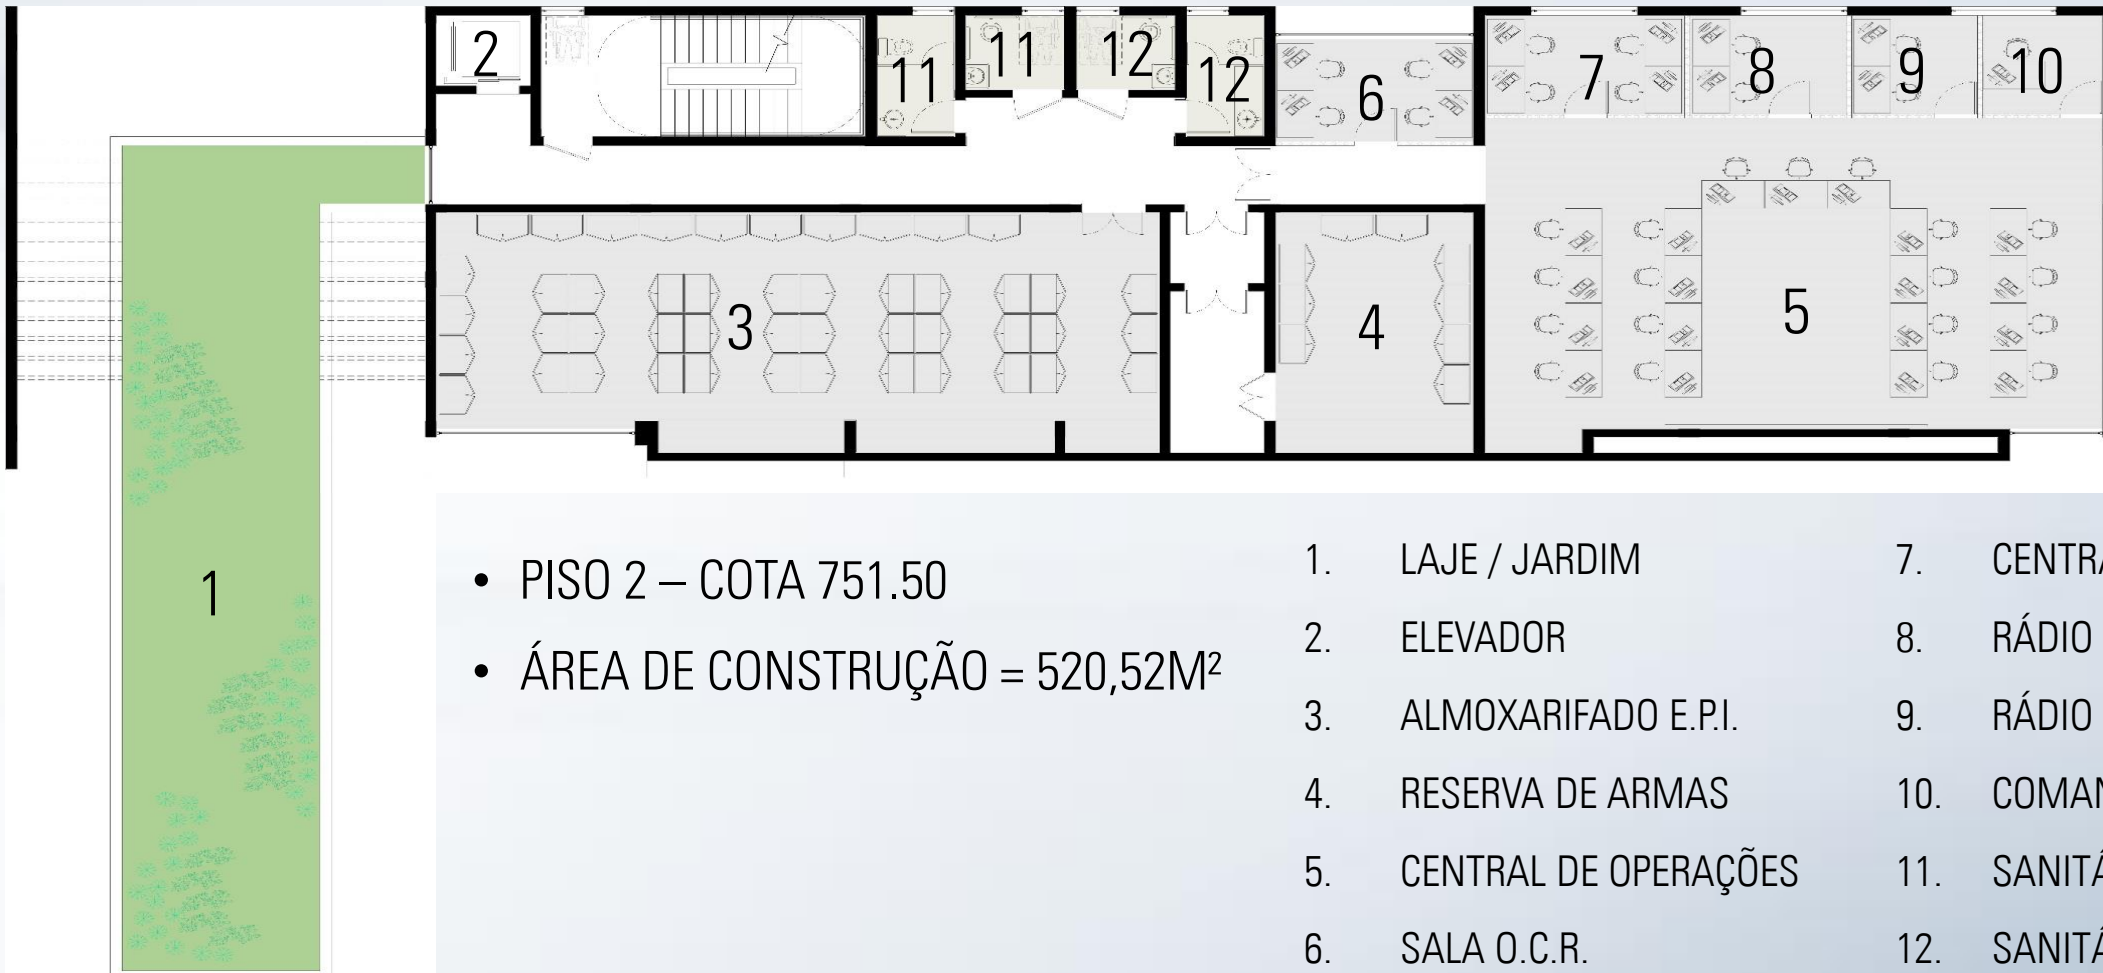 2
11
11
12
12
6
7
8
9
10
3
4
5
1
• PISO 2 – COTA 751.50
• ÁREA DE CONSTRUÇÃO = 520,52M²
1. LAJE / JARDIM
2. ELEVADOR
3. ALMOXARIFADO E.P.I.
4. RESERVA DE ARMAS
5. CENTRAL DE OPERAÇÕES
6. SALA O.C.R.
7.
8. RÁDIO
9. RÁDIO
10.
11.
12.